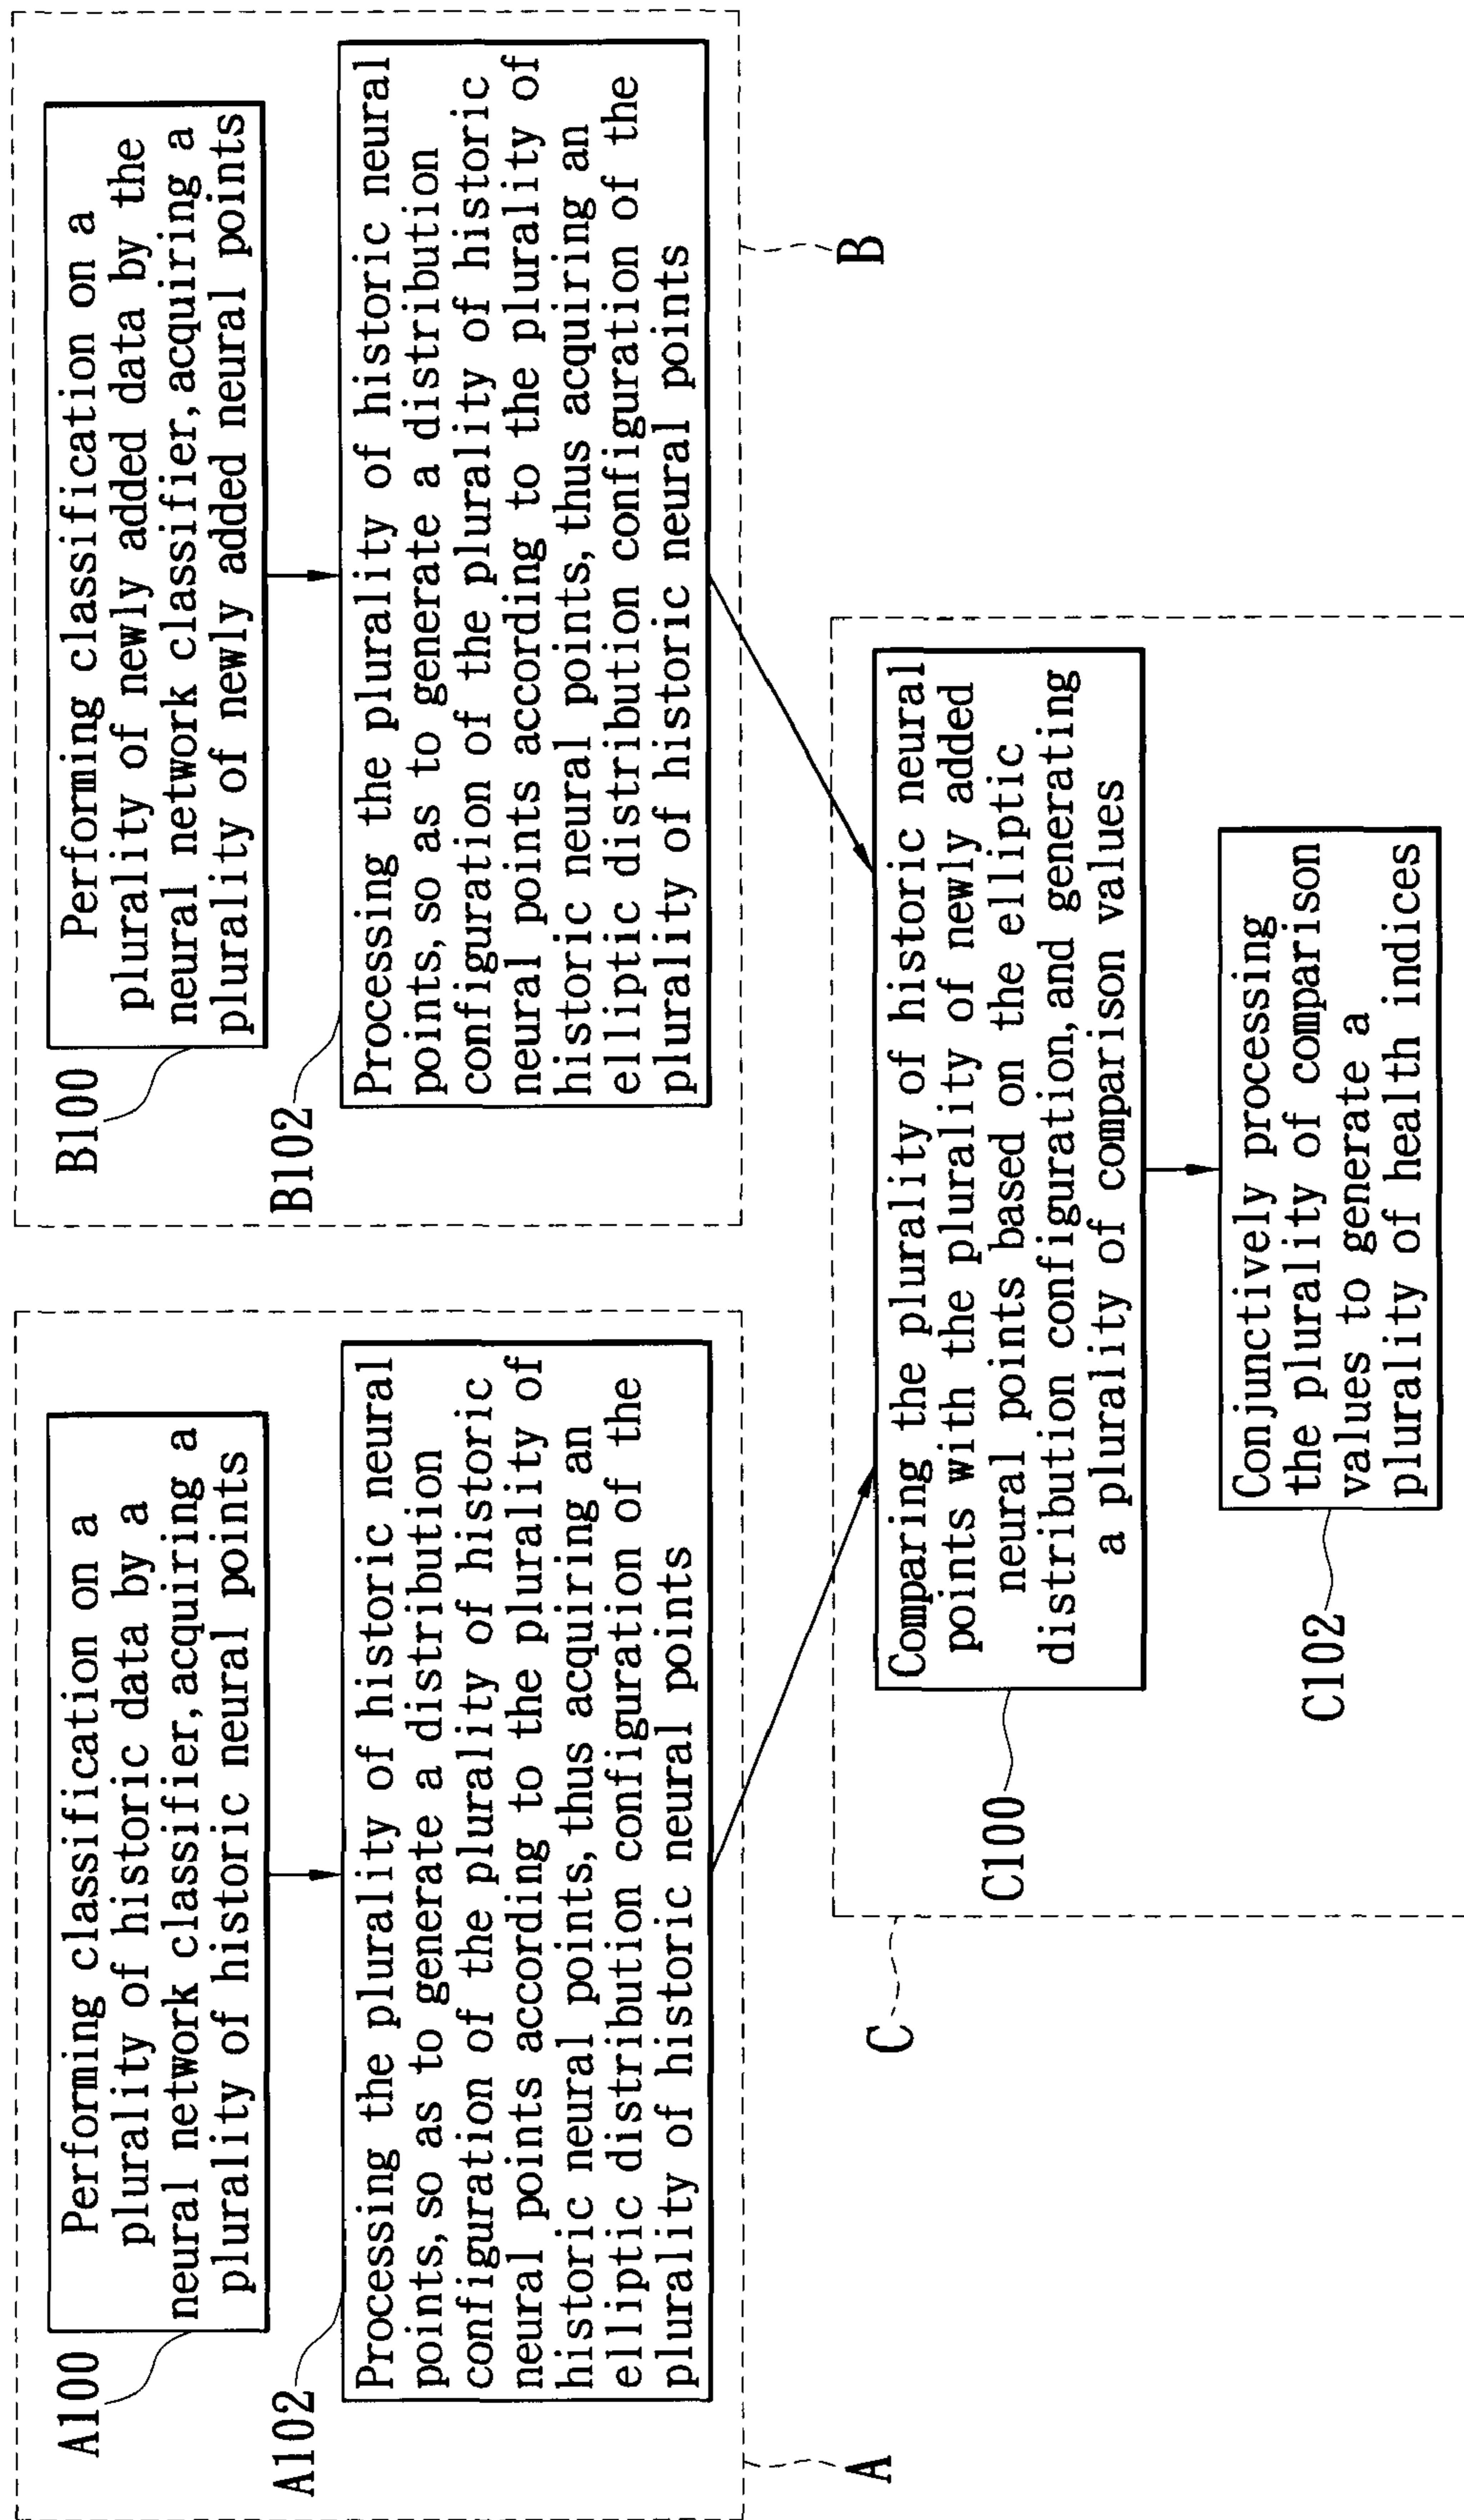 A100
Performing classification on a
plurality of historic data by a
neural network classifier, acquiring a
plurality of historic neural points
A102
Processing the plurality of historic neural
points, so as to generate a distribution
configuration of the plurality of historic
neural points according to the plurality of
historic neural points, thus acquiring an
elliptic distribution configuration of the
plurality of historic neural points
A
B100
Performing classification on a
plurality of newly added data by the
neural network classifier, acquiring a
plurality of newly added neural points
B102
Processing the plurality of historic neural
points, so as to generate a distribution
configuration of the plurality of historic
neural points according to the plurality of
historic neural points, thus acquiring an
elliptic distribution configuration of the
plurality of historic neural points
B
C
C100
Comparing the plurality of historic neural
points with the plurality of newly added
neural points based on the elliptic
distribution configuration, and generating
a plurality of comparison values
C102
Conjunctively processing
the plurality of comparison
values to generate a
plurality of health indices